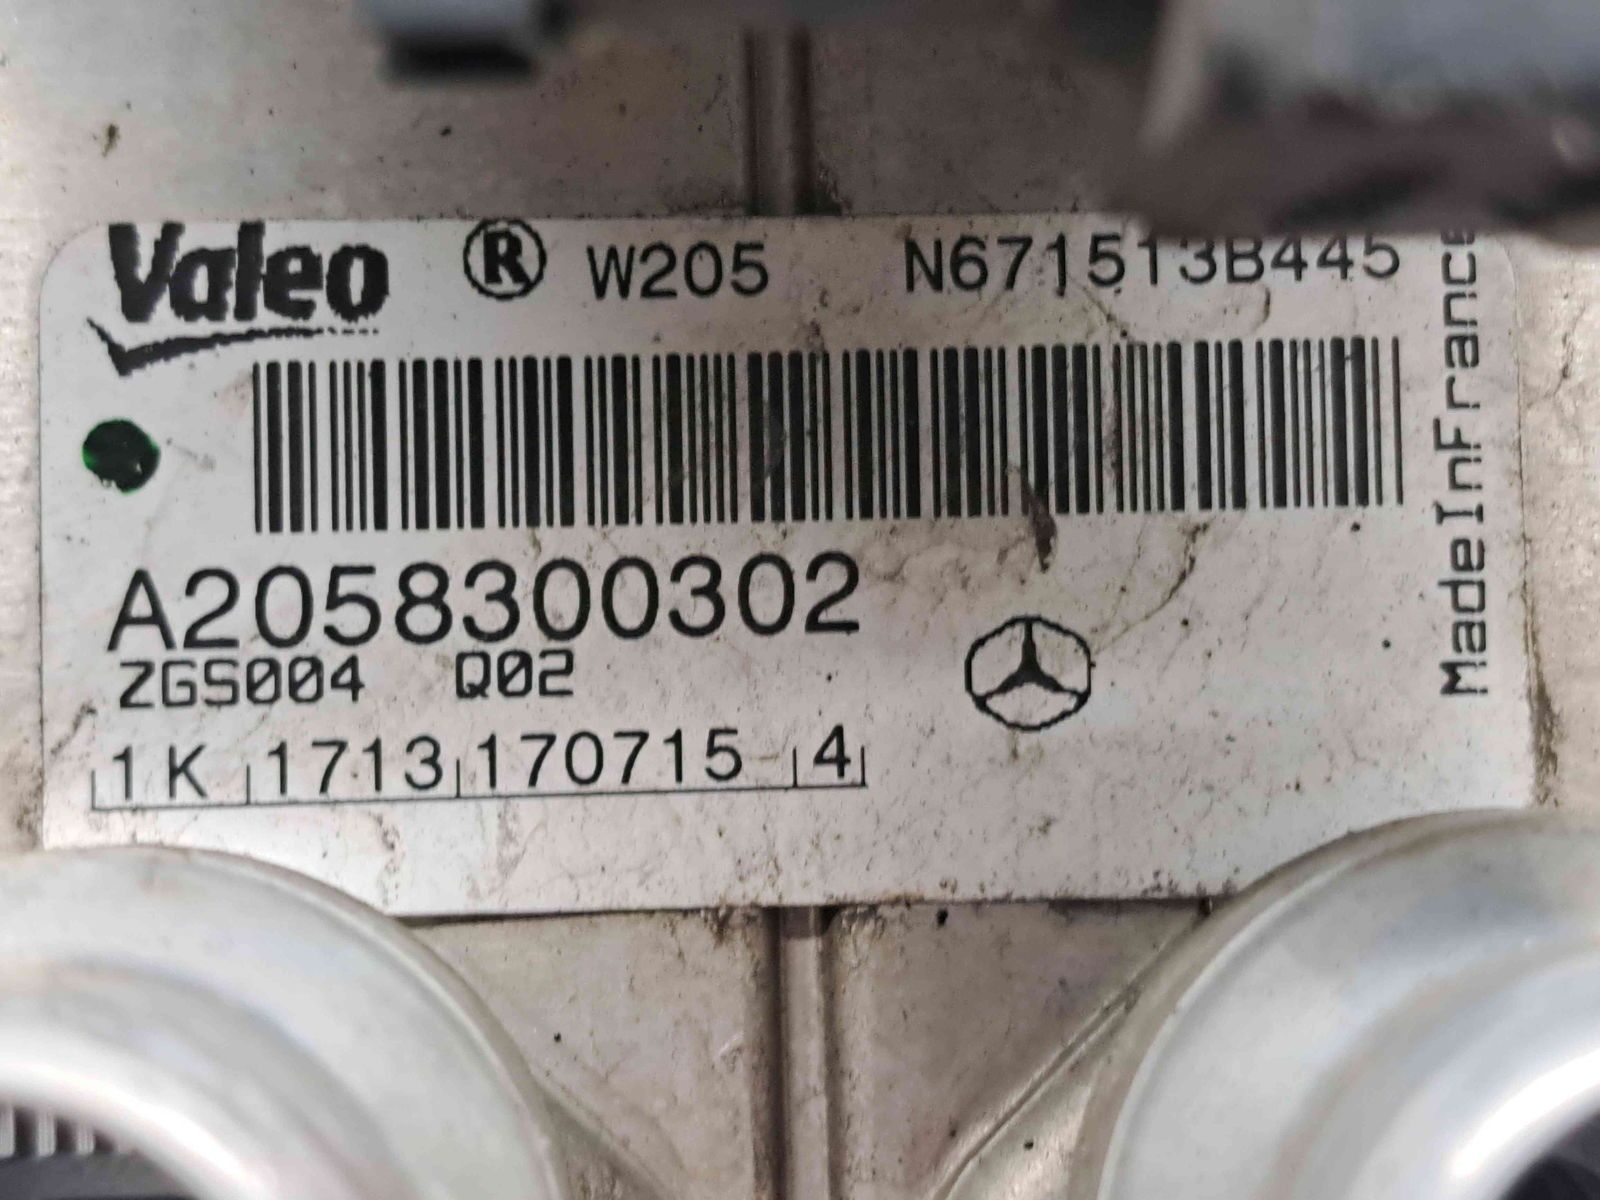 Valeo ® W205 N671513B445
A2058300302
ZGS004 Q02
1K 1713 170715 4
MadeInFrance